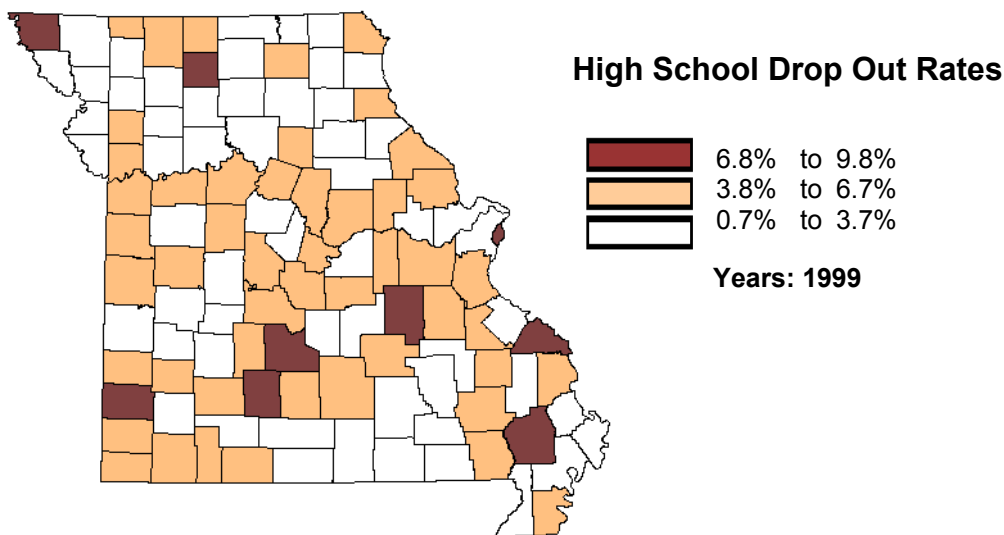 High School Drop Out Rates
6.8% to 9.8%
3.8% to 6.7%
0.7% to 3.7%
Years: 1999